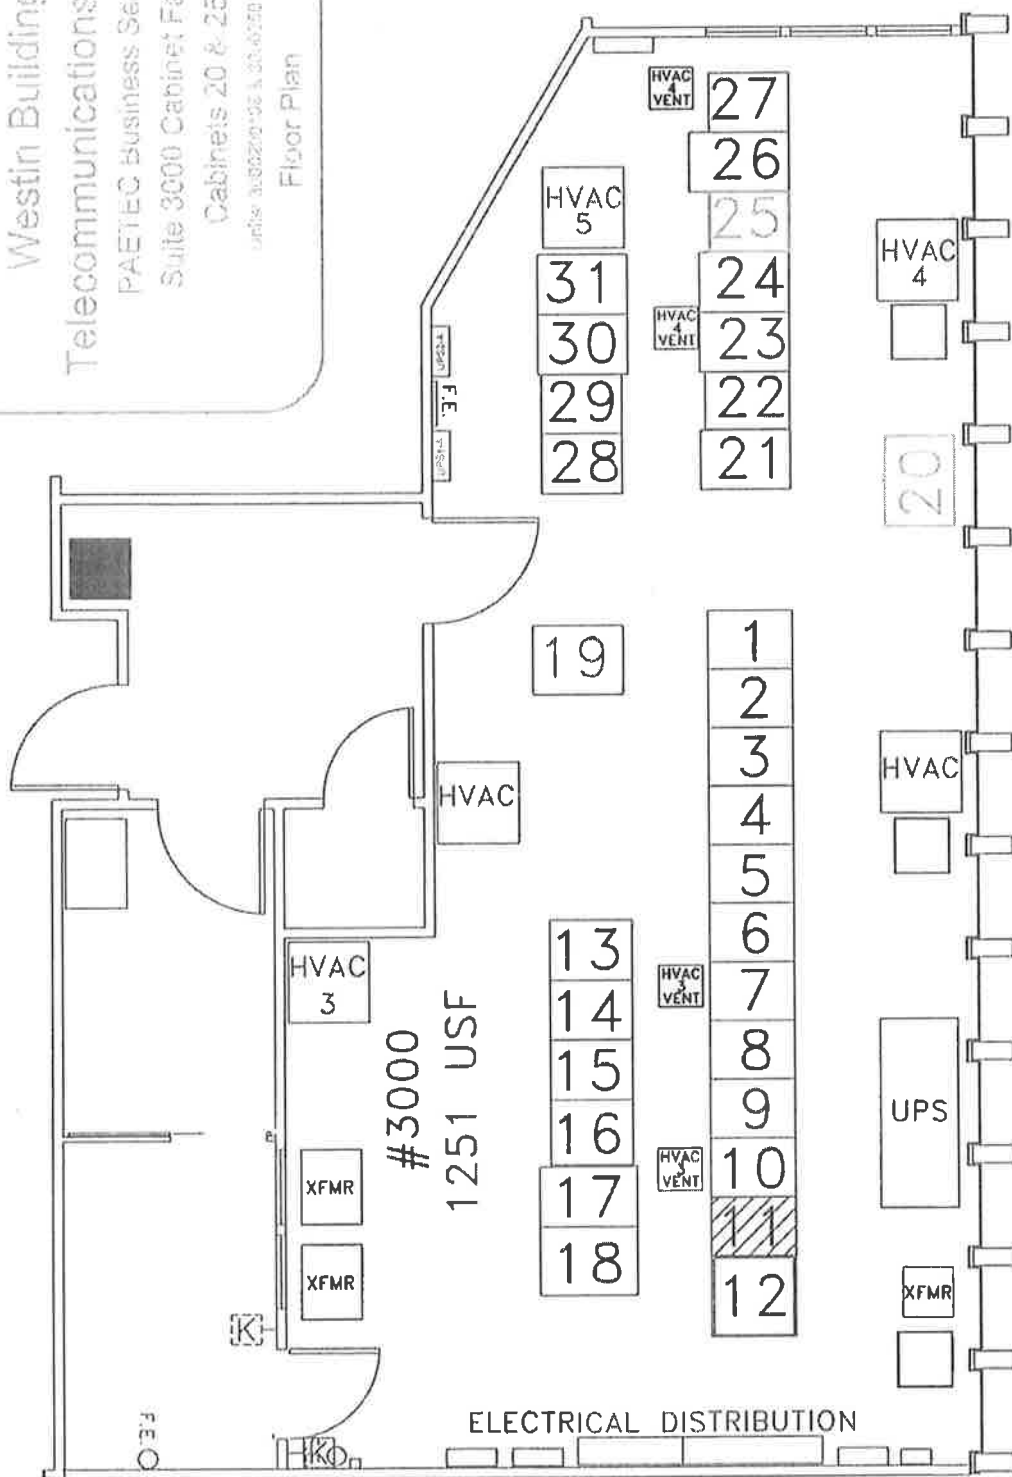 Westin Building
Telecommunications
PAETEC Business Se
Suite 3000 Cabinet Fa
Cabinets 20 & 25
Floor Plan
HVAC 4 VENT
27
26
25
24
23
22
21
HVAC 5
31
30
29
28
HVAC 4 VENT
HVAC 4
20
F.E.
19
HVAC
HVAC
1
2
3
4
5
6
7
8
9
10
11
12
HVAC 3
#3000
1251 USF
13
14
15
16
17
18
HVAC 3 VENT
HVAC 3 VENT
UPS
XFMR
XFMR
XFMR
K
K
F.E.
ELECTRICAL DISTRIBUTION